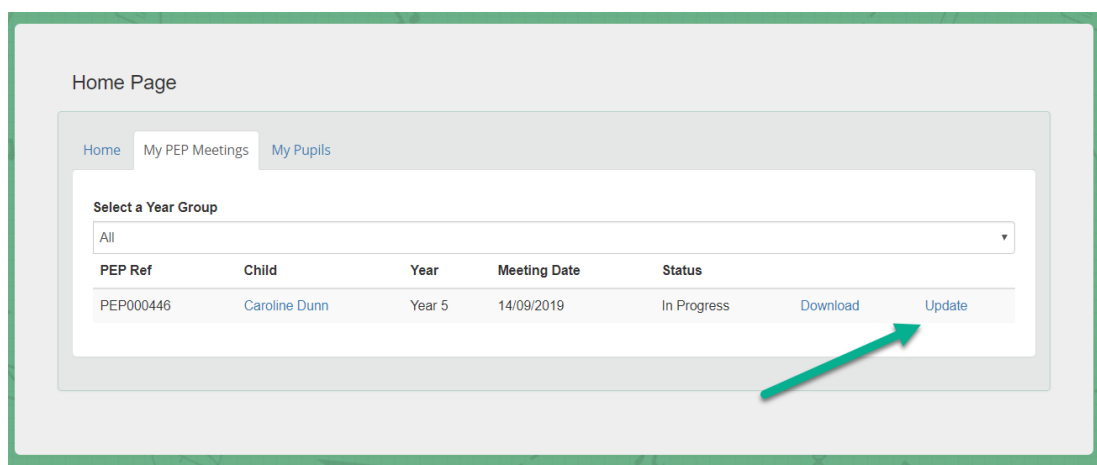 Home Page
Home My PEP Meetings My Pupils
Select a Year Group
All
PEP Ref Child Year Meeting Date Status
PEP000446 Caroline Dunn Year 5 14/09/2019 In Progress Download Update